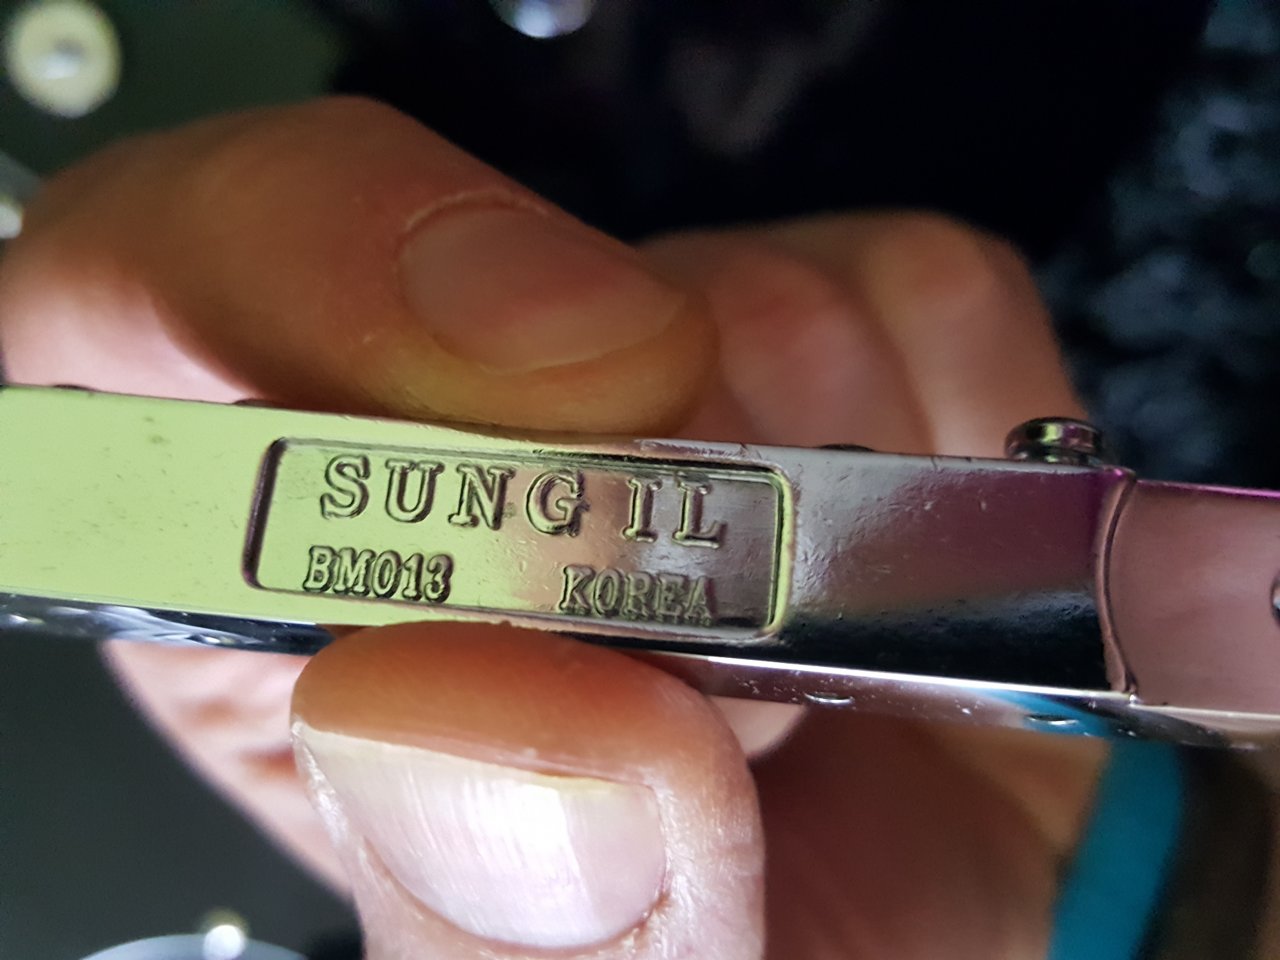 SUNG IL
BM013 KOREA